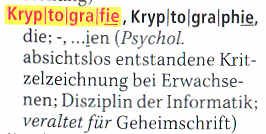 Kryp|to|gra|fie, Kryp|to|gra|phie,
die; -, ...ien (Psychol.
absichtslos entstandene Krit-
zelzeichnung bei Erwachse-
nen; Disziplin der Informatik;
veraltet für Geheimschrift)